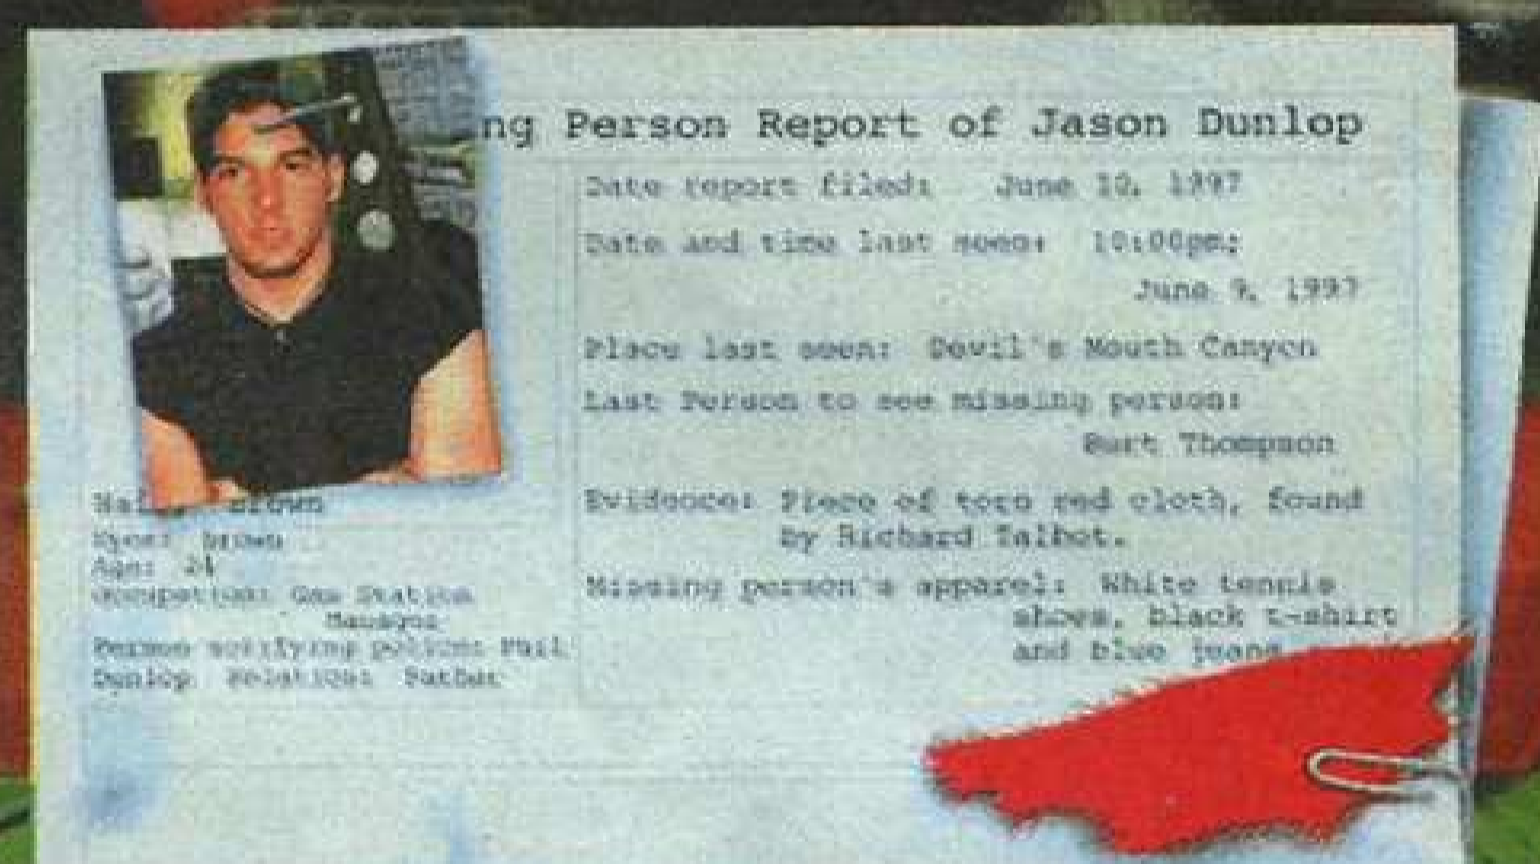 ng Person Report of Jason Dunlop
Date report filed: June 10, 1997
Date and time last seen: 10:00pm;
June 9, 1997
Place last seen: Devil's Mouth Canyon
Last Person to see missing person:
Burt Thompson
Evidence: Piece of torn red cloth, found
by Richard Talbot.
Missing person's apparel: White tennis
shoes, black t-shirt
and blue jeans
Brown
Eyes: brown
Age:
Occupation: Gas Station
Manager
Person notifying police: Phil
Dunlop Relation: Father